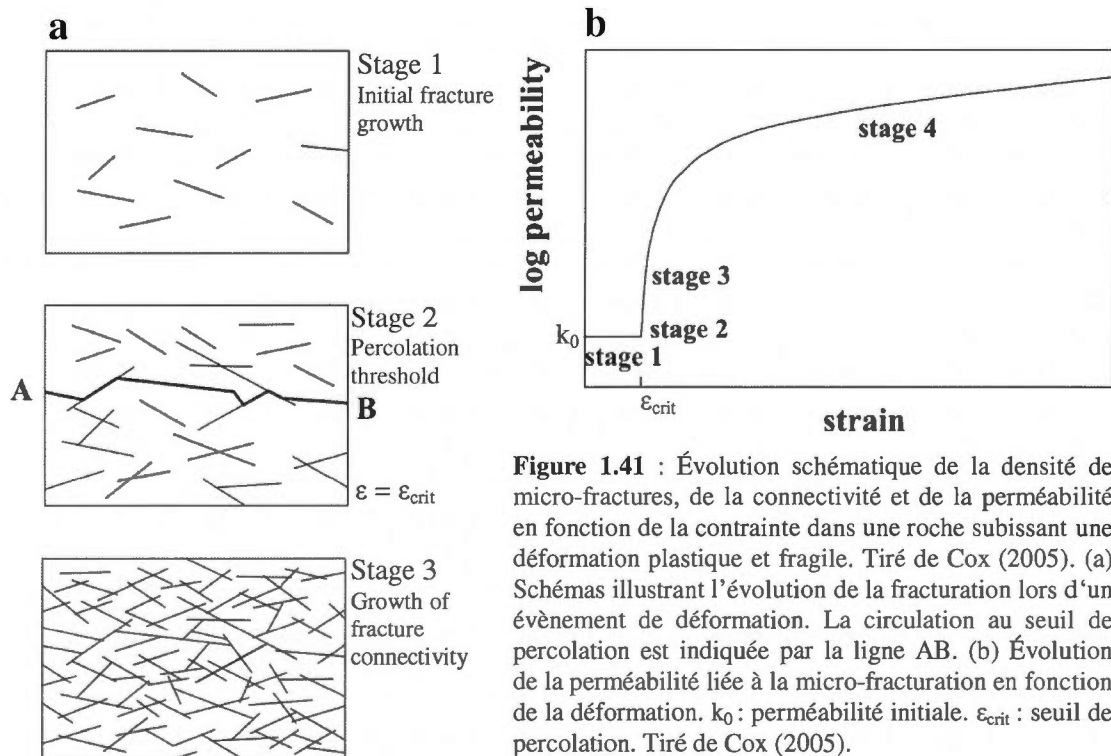 a
Stage 1
Initial fracture
growth
Stage 2
Percolation
threshold
A
B
ε = ε_crit
Stage 3
Growth of
fracture
connectivity
b
log permeability
stage 4
stage 3
k₀
stage 2
stage 1
ε_crit
strain
Figure 1.41 : Évolution schématique de la densité de
micro-fractures, de la connectivité et de la perméabilité
en fonction de la contrainte dans une roche subissant une
déformation plastique et fragile. Tiré de Cox (2005). (a)
Schémas illustrant l‘évolution de la fracturation lors d‘un
évènement de déformation. La circulation au seuil de
percolation est indiquée par la ligne AB. (b) Évolution
de la perméabilité liée à la micro-fracturation en fonction
de la déformation. k₀ : perméabilité initiale. ε_crit : seuil de
percolation. Tiré de Cox (2005).